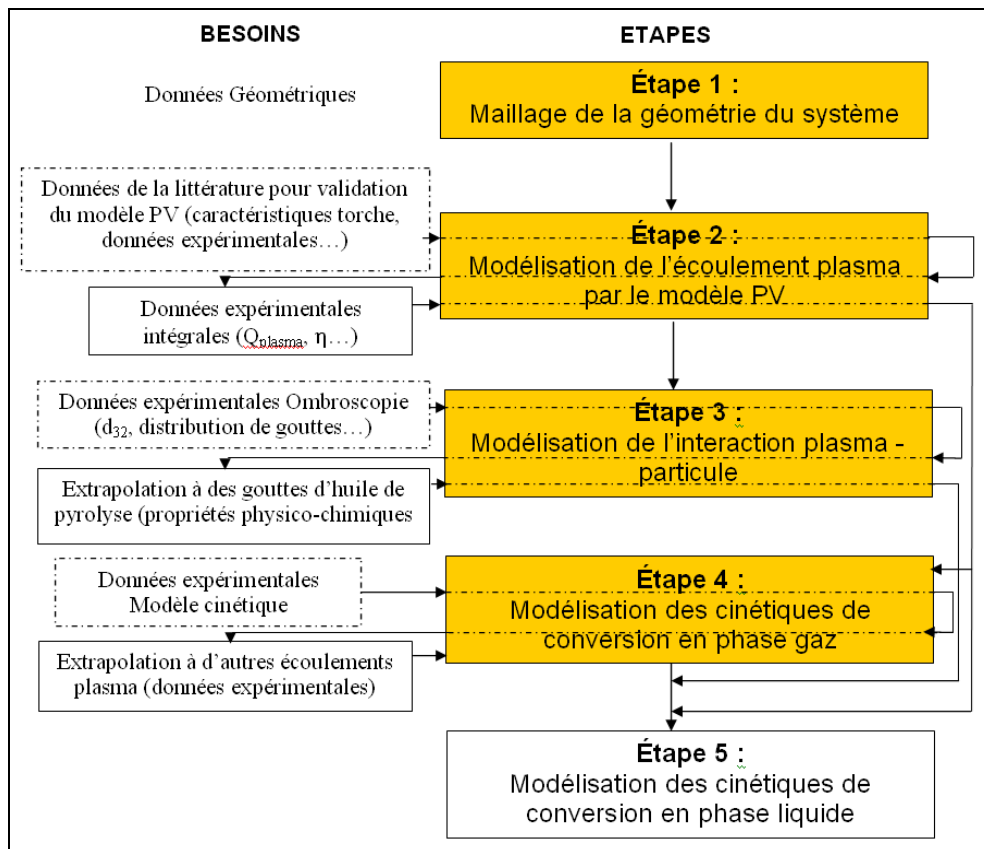 BESOINS
ETAPES
Données Géométriques
Étape 1 :
Maillage de la géométrie du système
Données de la littérature pour validation
du modèle PV (caractéristiques torche,
données expérimentales…)
Étape 2 :
Modélisation de l'écoulement plasma
par le modèle PV
Données expérimentales
intégrales (Qplasma, η…)
Données expérimentales Ombroscopie
(d32, distribution de gouttes…)
Étape 3 :
Modélisation de l'interaction plasma -
particule
Extrapolation à des gouttes d'huile de
pyrolyse (propriétés physico-chimiques
Données expérimentales
Modèle cinétique
Étape 4 :
Modélisation des cinétiques de
conversion en phase gaz
Extrapolation à d'autres écoulements
plasma (données expérimentales)
Étape 5 :
Modélisation des cinétiques de
conversion en phase liquide